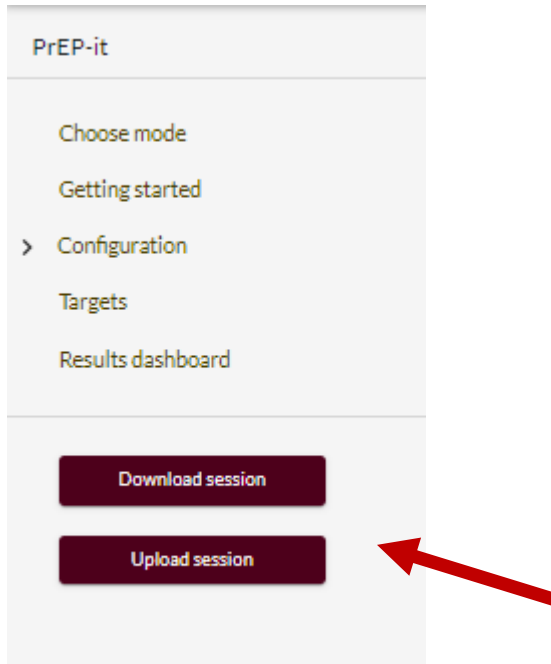 PrEP-it
Choose mode
Getting started
Configuration
Targets
Results dashboard
Download session
Upload session